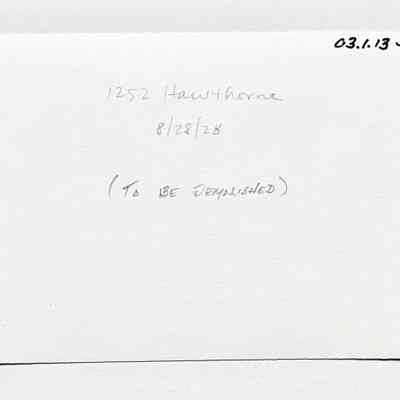 03.1.13
1252 Hawthorne
8/28/28
(TO BE DEMOLISHED)